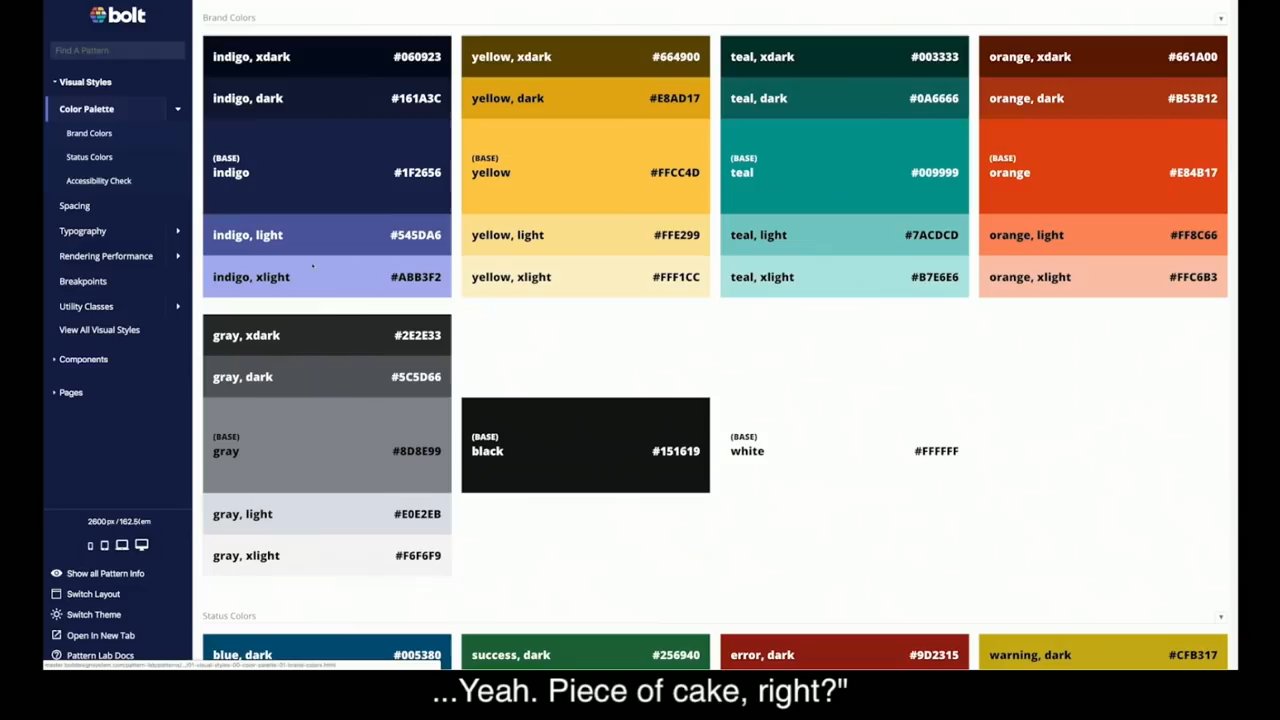 bolt
Find A Pattern
Visual Styles
Color Palette
Brand Colors
Status Colors
Accessibility Check
Spacing
Typography
Rendering Performance
Breakpoints
Utility Classes
View All Visual Styles
Components
Pages
2600 px / 162.5(em
Show all Pattern Info
Switch Layout
Switch Theme
Open In New Tab
Pattern Lab Docs
Brand Colors
indigo, xdark #060923
indigo, dark #161A3C
(BASE)
indigo #1F2656
indigo, light #545DA6
indigo, xlight #ABB3F2
yellow, xdark #664900
yellow, dark #E8AD17
(BASE)
yellow #FFCC4D
yellow, light #FFE299
yellow, xlight #FFF1CC
teal, xdark #003333
teal, dark #0A6666
(BASE)
teal #009999
teal, light #7ACDCD
teal, xlight #B7E6E6
orange, xdark #661A00
orange, dark #B53B12
(BASE)
orange #E84B17
orange, light #FF8C66
orange, xlight #FFC6B3
gray, xdark #2E2E33
gray, dark #5C5D66
(BASE)
gray #8D8E99
gray, light #E0E2EB
gray, xlight #F6F6F9
(BASE)
black #151619
(BASE)
white #FFFFFF
Status Colors
blue, dark #005380
success, dark #256940
error, dark #9D2315
warning, dark #CFB317
...Yeah. Piece of cake, right?"